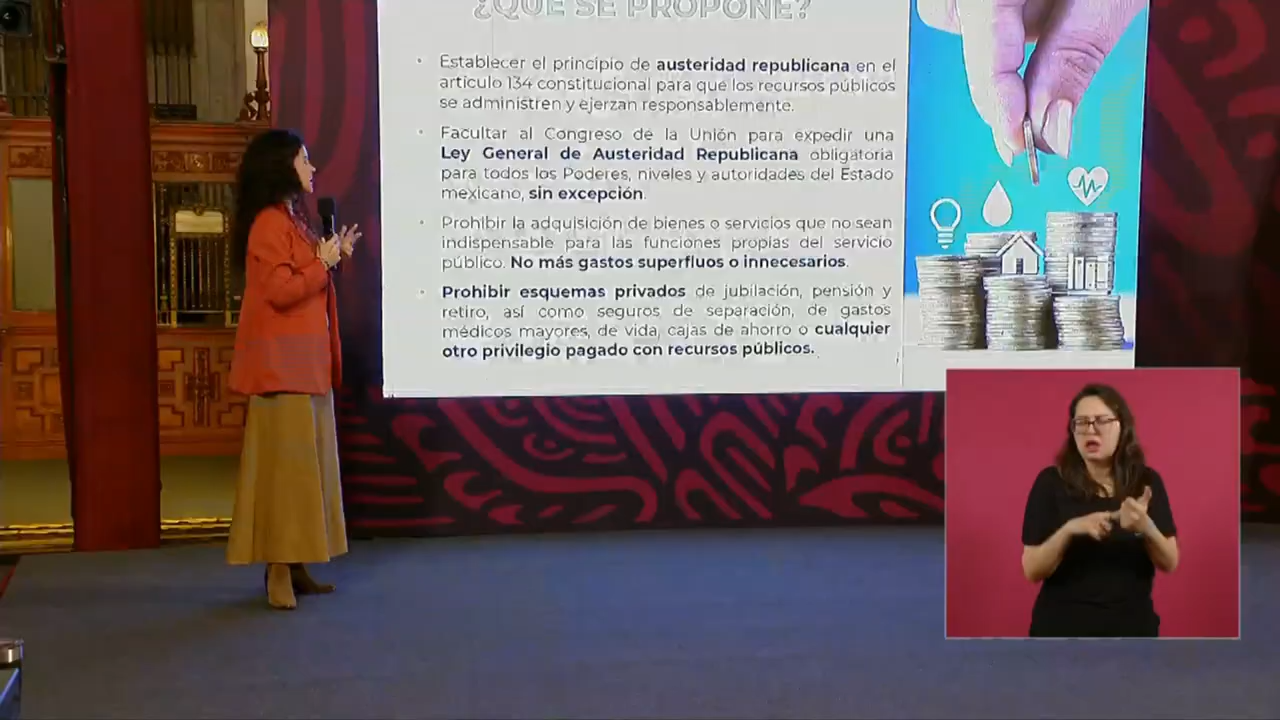 ¿QUÉ SE PROPONE?
• Establecer el principio de austeridad republicana en el
artículo 134 constitucional para que los recursos públicos
se administren y ejerzan responsablemente.
• Facultar al Congreso de la Unión para expedir una
Ley General de Austeridad Republicana obligatoria
para todos los Poderes, niveles y autoridades del Estado
mexicano, sin excepción.
• Prohibir la adquisición de bienes o servicios que no sean
indispensable para las funciones propias del servicio
público. No más gastos superfluos o innecesarios.
• Prohibir esquemas privados de jubilación, pensión y
retiro, así como seguros de separación, de gastos
médicos mayores, de vida, cajas de ahorro o cualquier
otro privilegio pagado con recursos públicos.